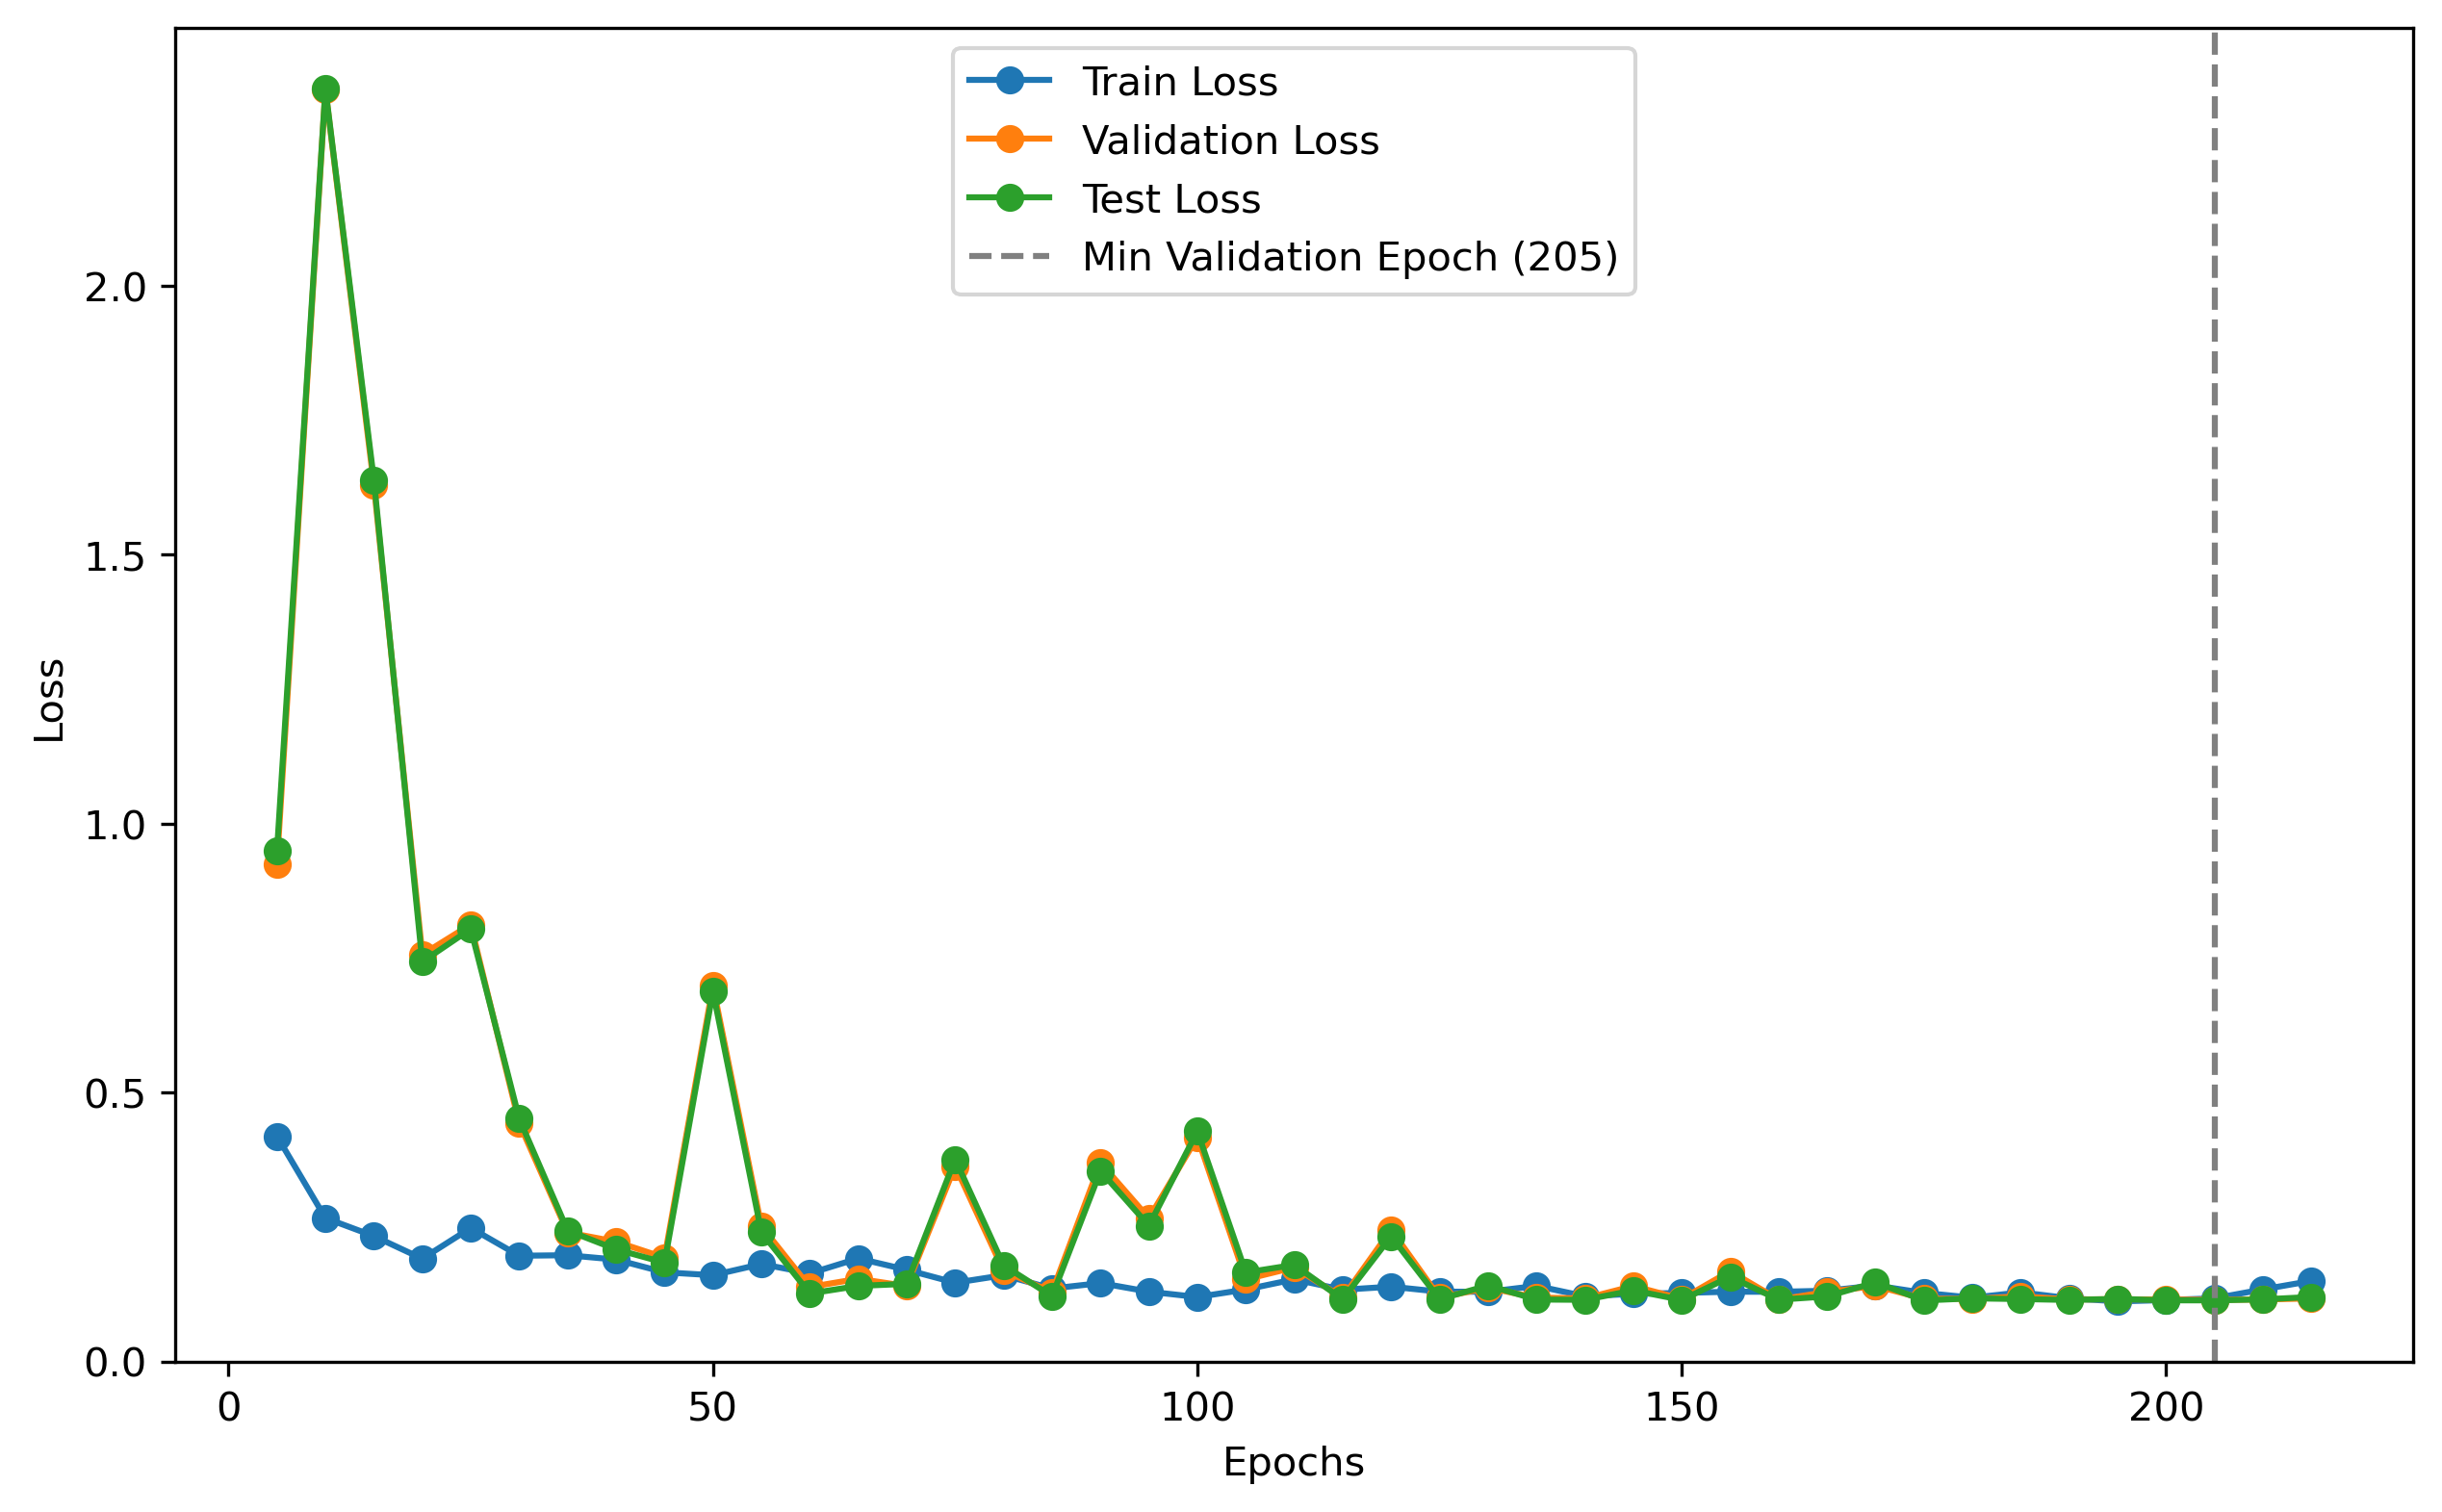 Train Loss
Validation Loss
Test Loss
Min Validation Epoch (205)
2.0
1.5
1.0
0.5
0.0
Loss
0 50 100 150 200
Epochs